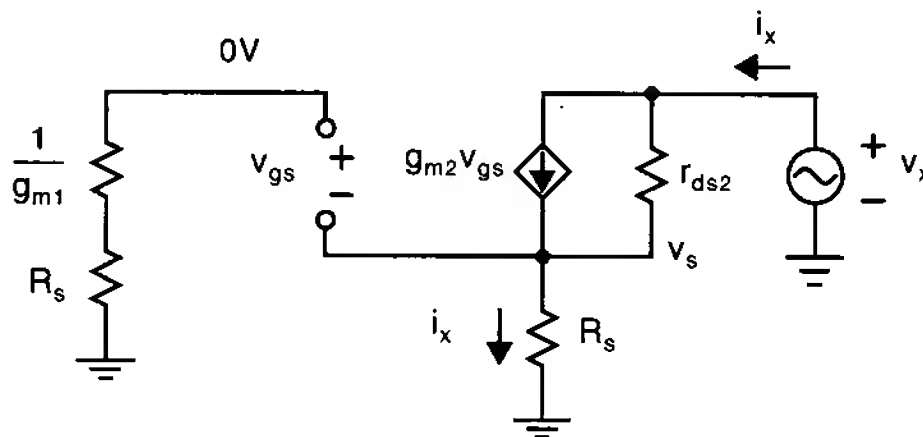 0V
i_x
1
g_m1
R_s
v_gs
+
−
g_m2 v_gs
r_ds2
+
−
v_x
v_s
i_x
R_s